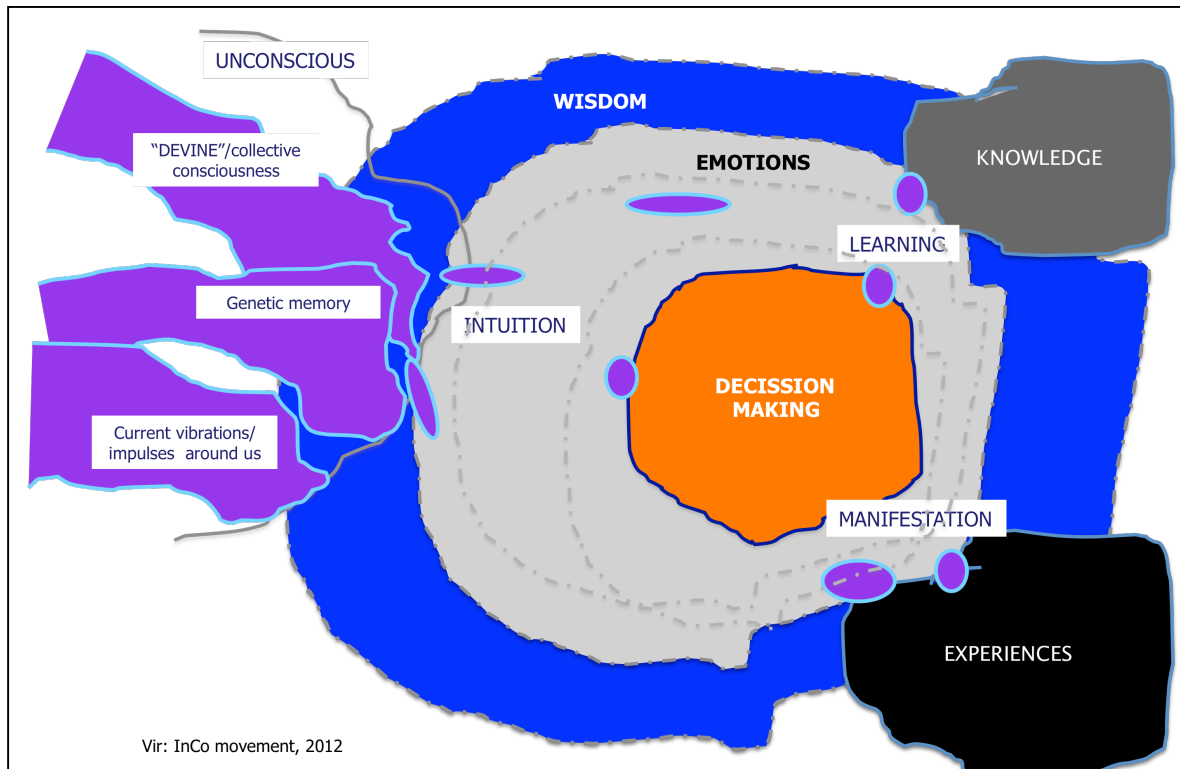 UNCONSCIOUS
WISDOM
"DEVINE"/collective
consciousness
EMOTIONS
KNOWLEDGE
LEARNING
Genetic memory
INTUITION
DECISSION
MAKING
Current vibrations/
impulses around us
MANIFESTATION
EXPERIENCES
Vir: InCo movement, 2012